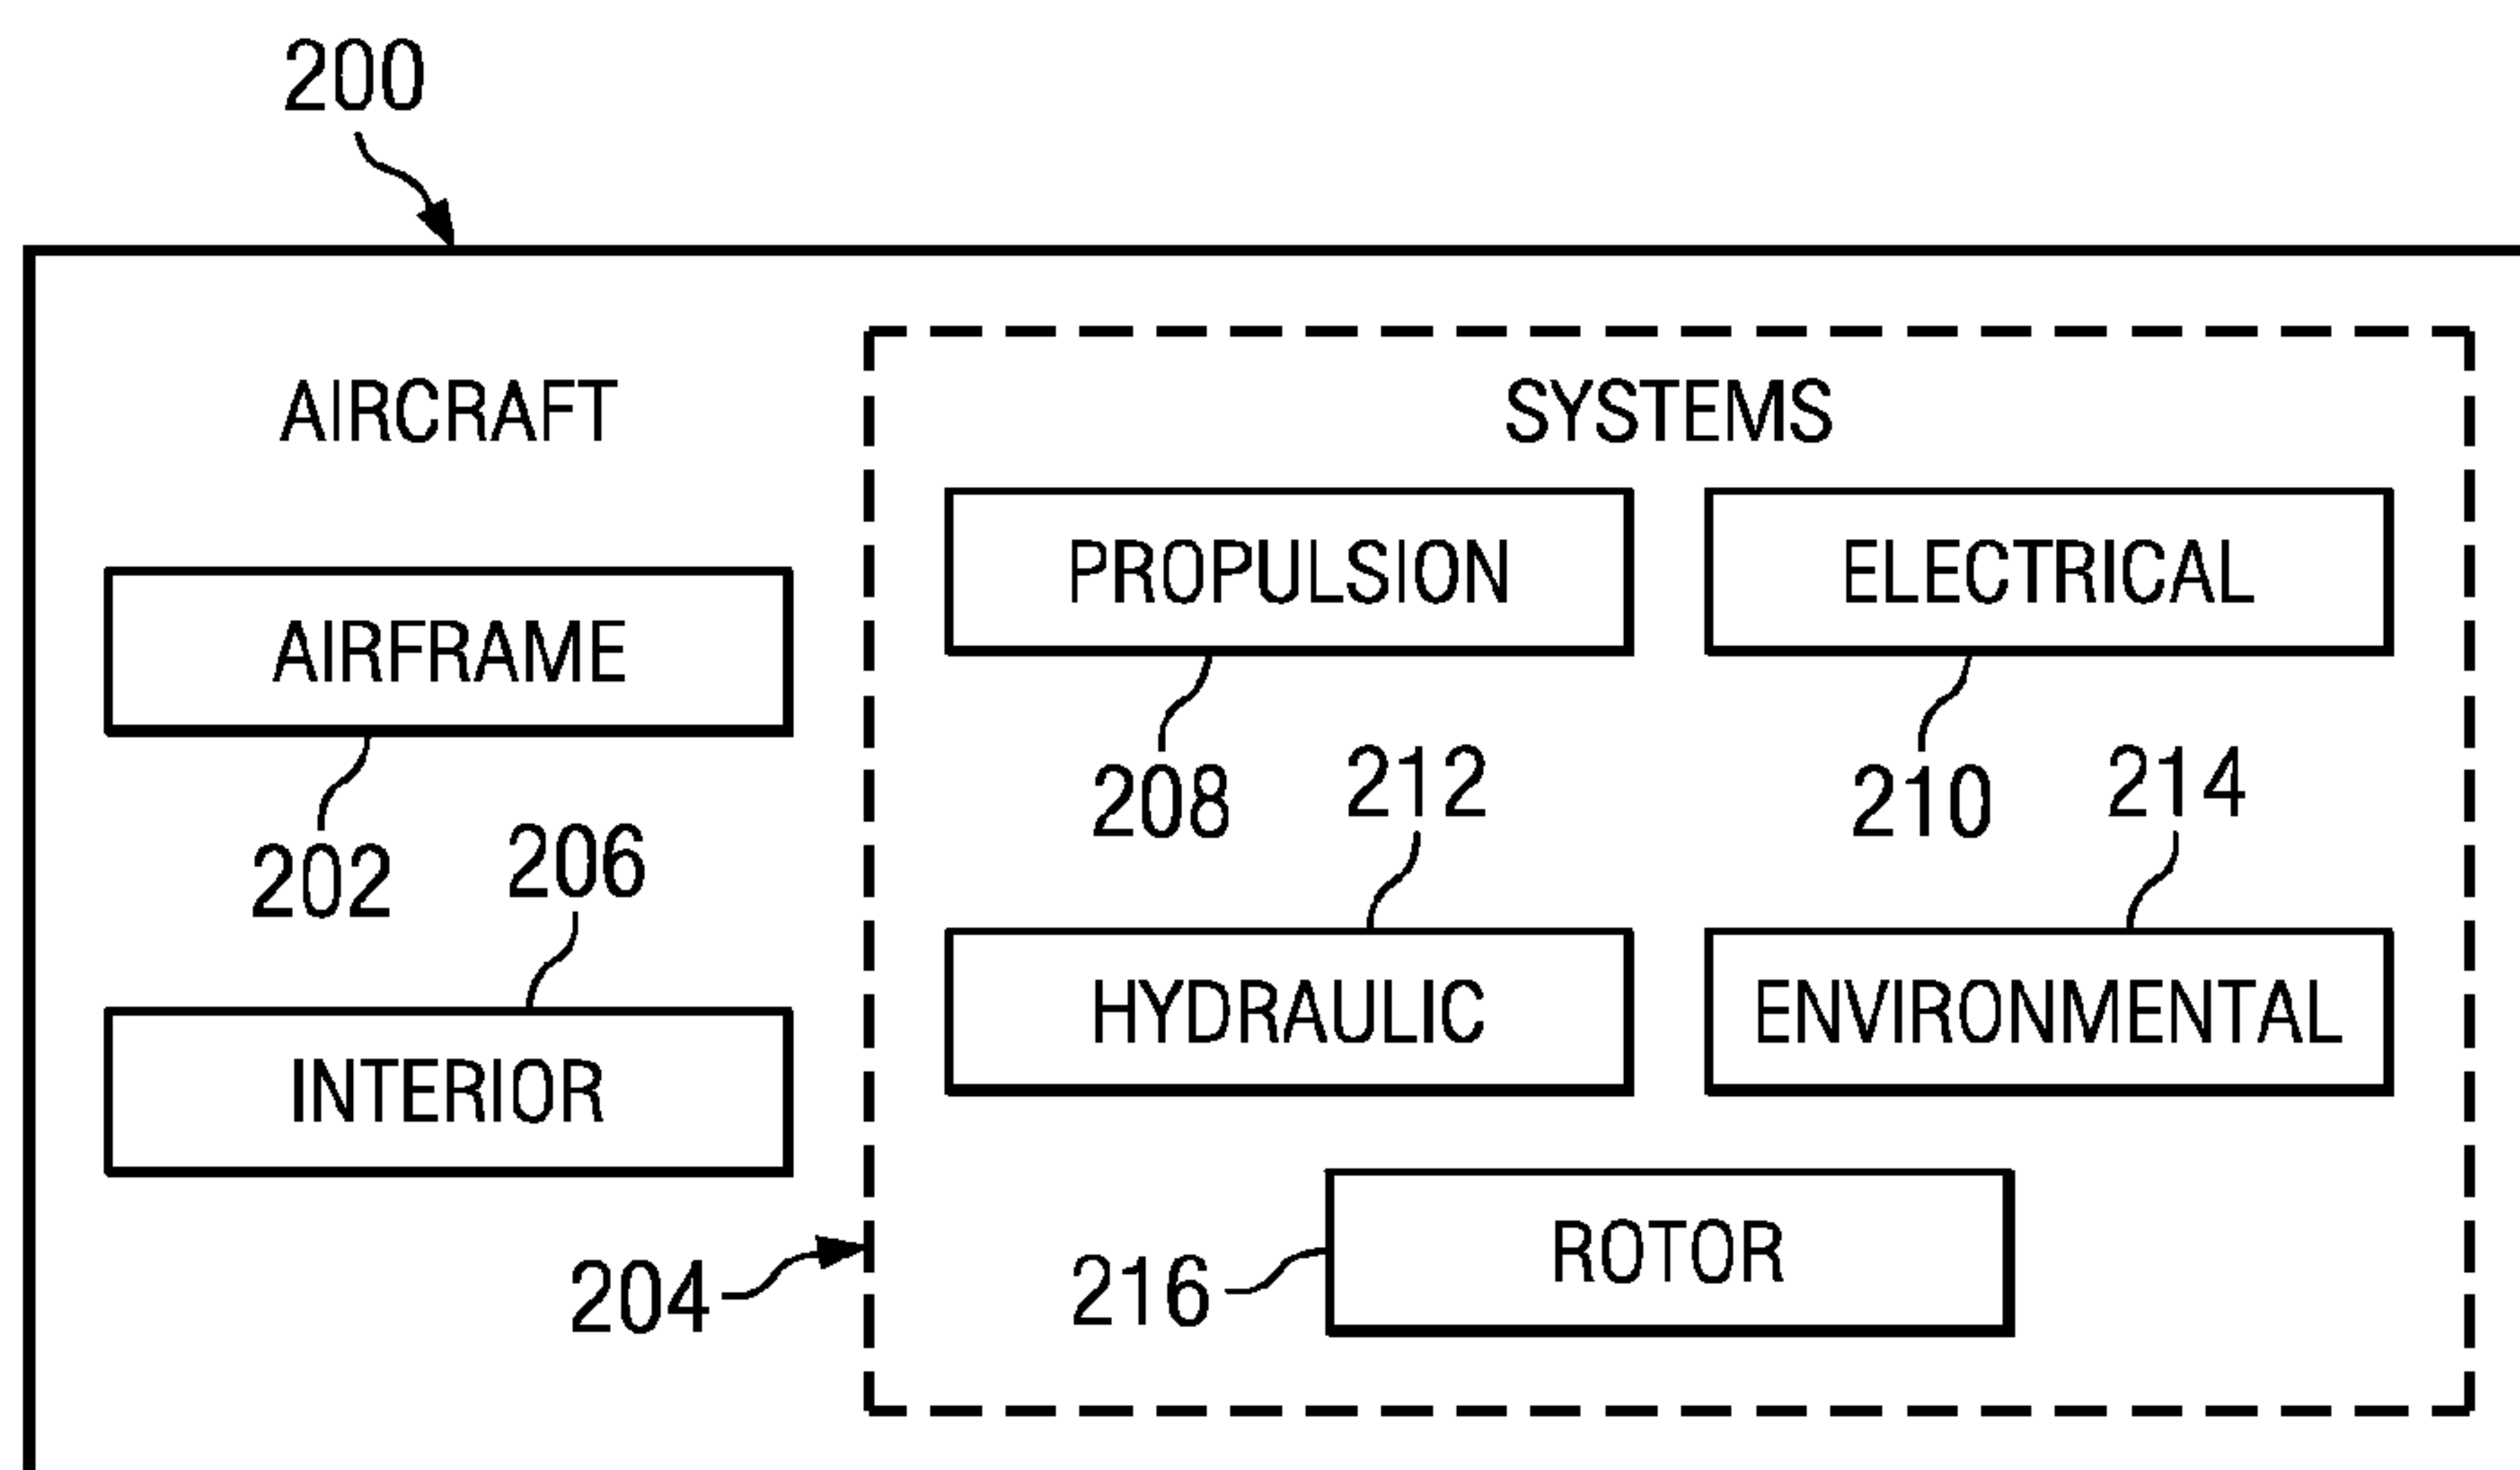 200
AIRCRAFT
AIRFRAME
202
206
INTERIOR
204
SYSTEMS
PROPULSION
ELECTRICAL
208
212
210
214
HYDRAULIC
ENVIRONMENTAL
216
ROTOR